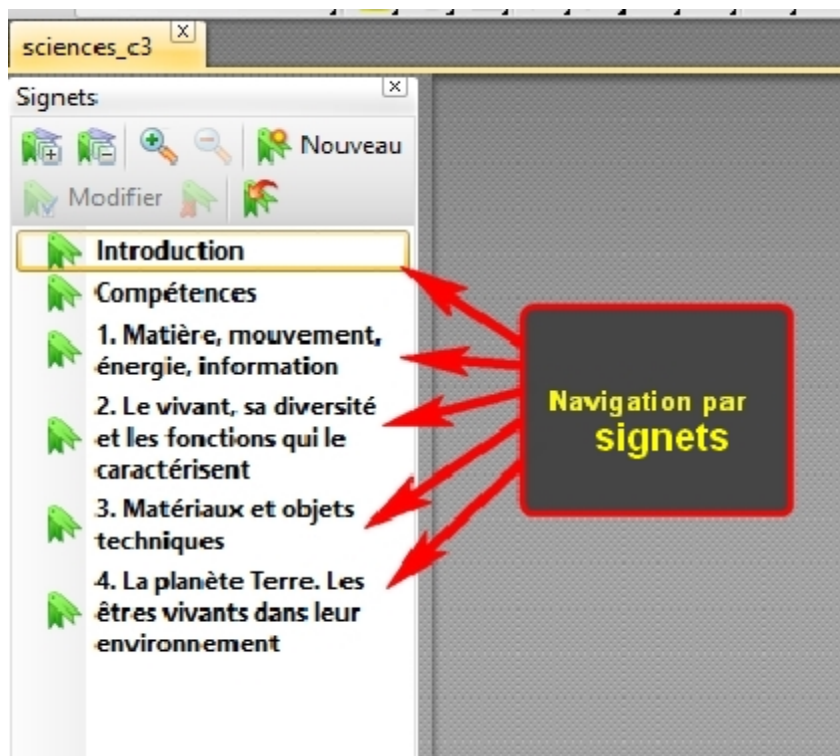 sciences_c3
Signets
Nouveau
Modifier
Introduction
Compétences
1. Matière, mouvement,
énergie, information
2. Le vivant, sa diversité
et les fonctions qui le
caractérisent
3. Matériaux et objets
techniques
4. La planète Terre. Les
êtres vivants dans leur
environnement
Navigation par
signets